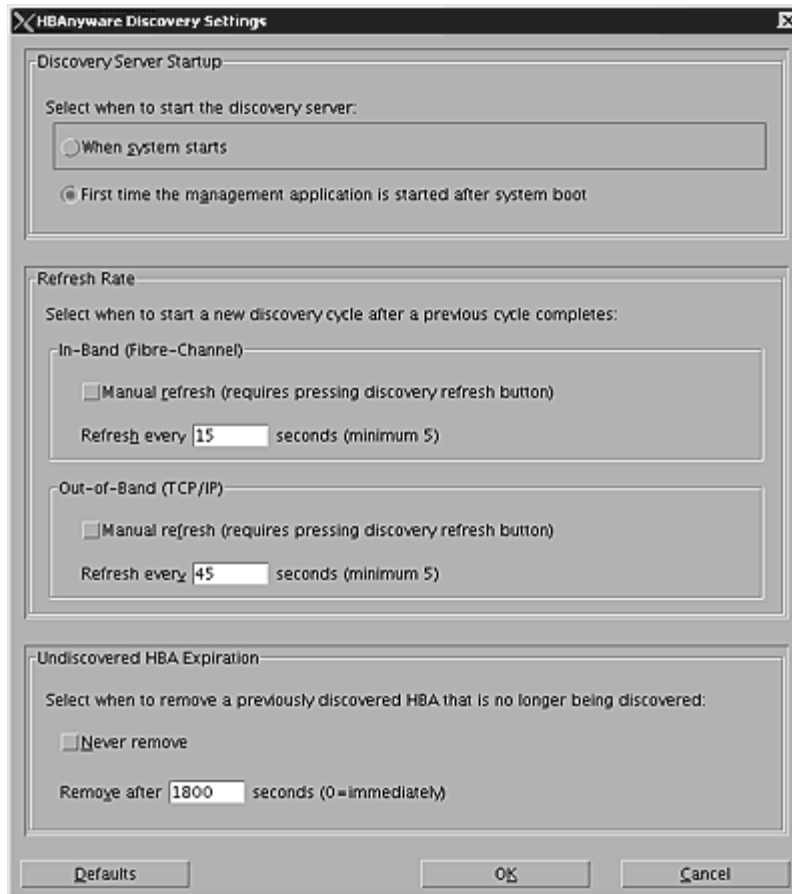 HBAnyware Discovery Settings
Discovery Server Startup
Select when to start the discovery server:
When system starts
First time the management application is started after system boot
Refresh Rate
Select when to start a new discovery cycle after a previous cycle completes:
In-Band (Fibre-Channel)
Manual refresh (requires pressing discovery refresh button)
Refresh every 15 seconds (minimum 5)
Out-of-Band (TCP/IP)
Manual refresh (requires pressing discovery refresh button)
Refresh every 45 seconds (minimum 5)
Undiscovered HBA Expiration
Select when to remove a previously discovered HBA that is no longer being discovered:
Never remove
Remove after 1800 seconds (0=immediately)
Defaults OK Cancel